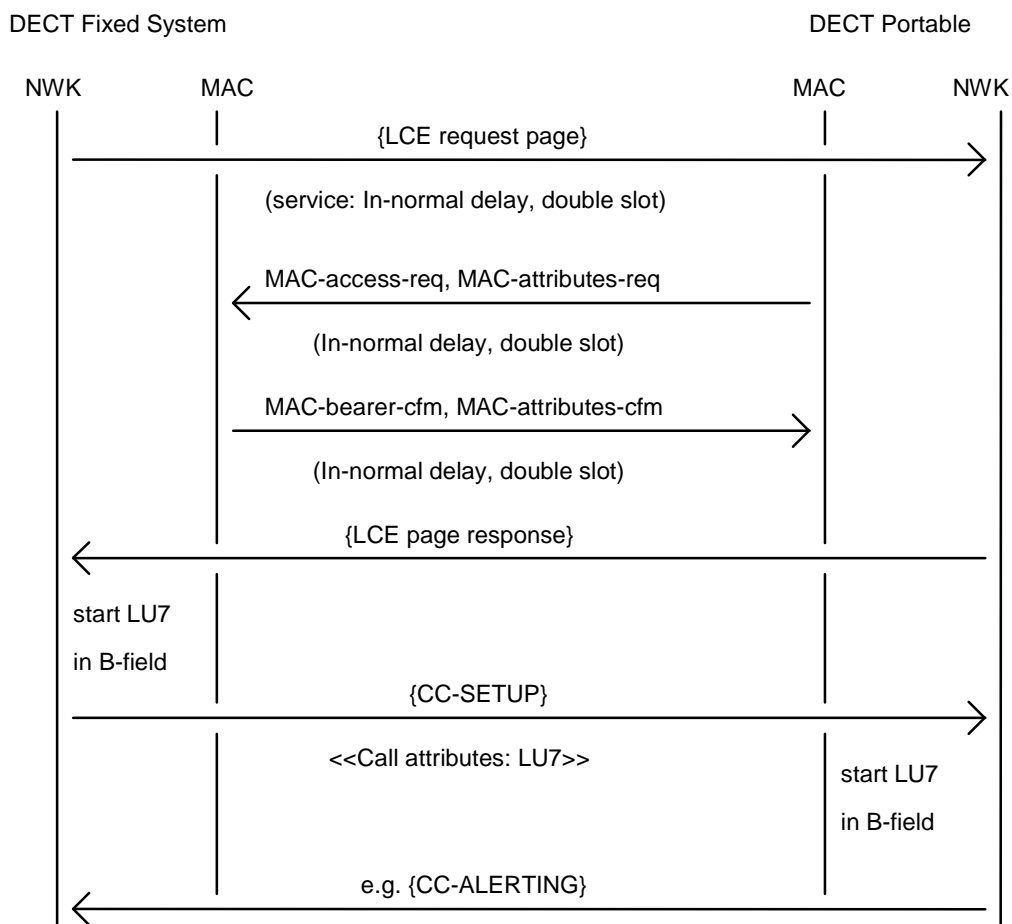 DECT Fixed System DECT Portable
NWK MAC MAC NWK
{LCE request page}
(service: In-normal delay, double slot)
MAC-access-req, MAC-attributes-req
(In-normal delay, double slot)
MAC-bearer-cfm, MAC-attributes-cfm
(In-normal delay, double slot)
{LCE page response}
start LU7
in B-field
{CC-SETUP}
<<Call attributes: LU7>>
start LU7
in B-field
e.g. {CC-ALERTING}